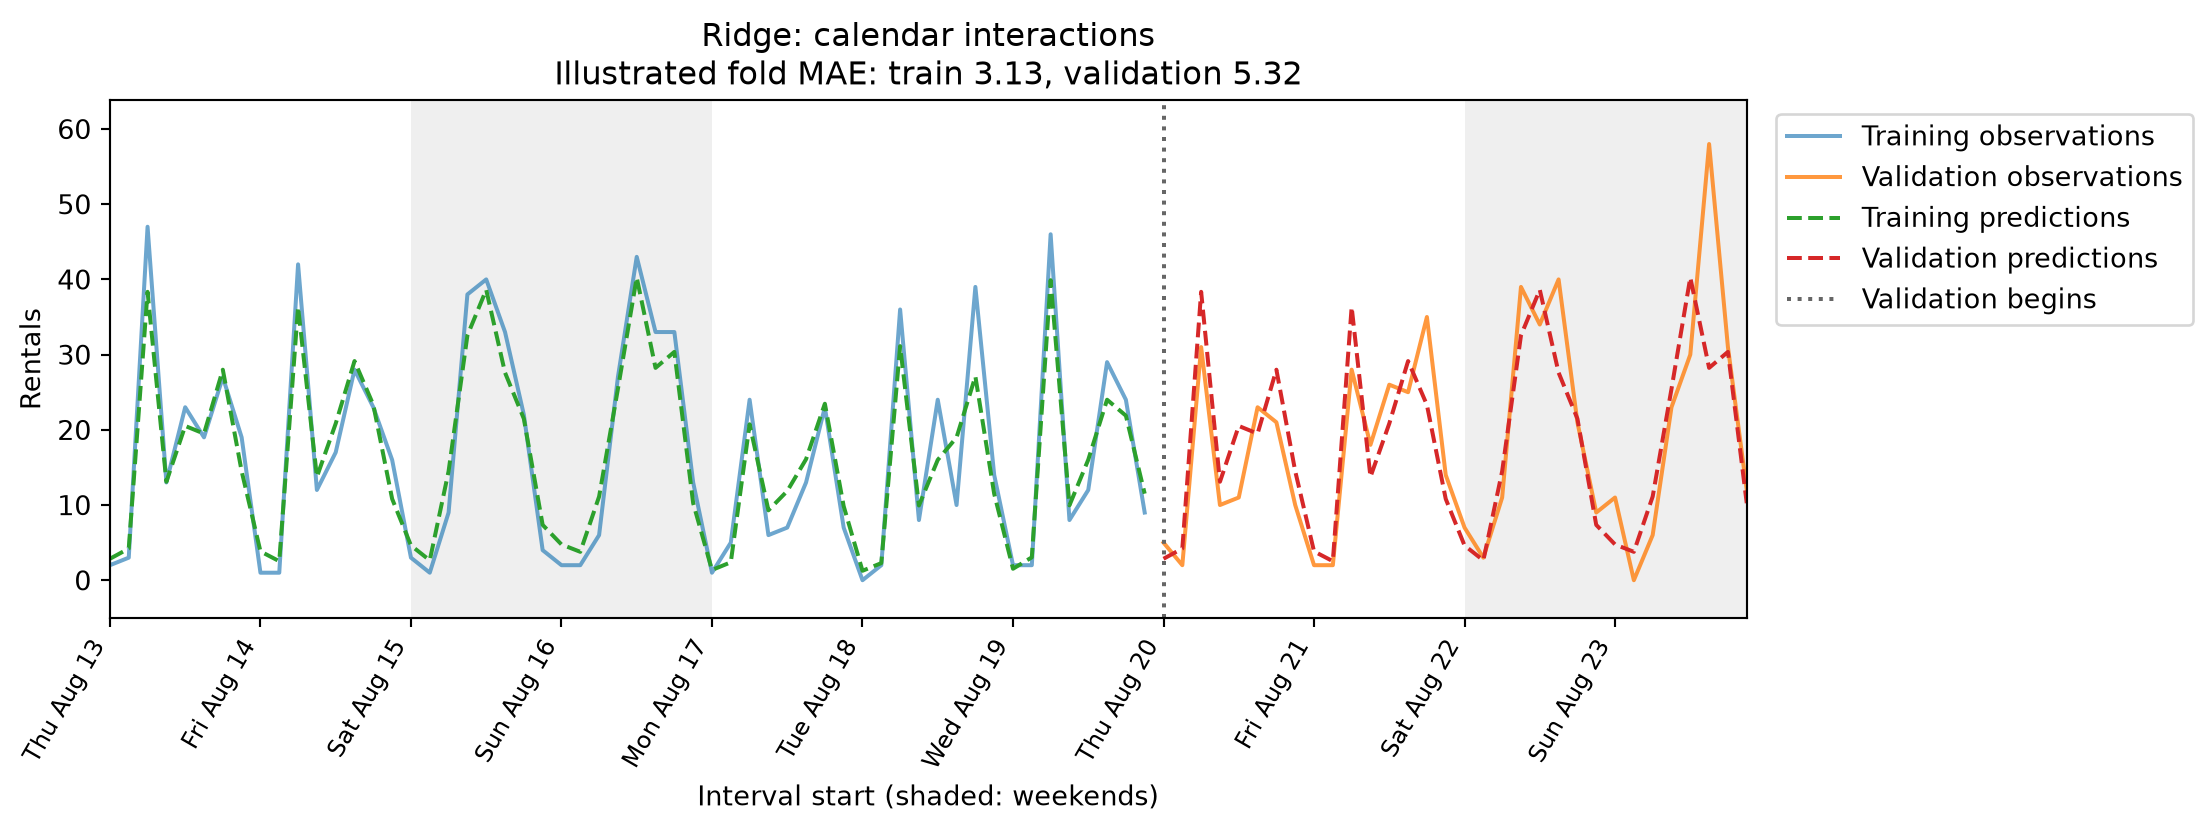 Ridge: calendar interactions
Illustrated fold MAE: train 3.13, validation 5.32
Rentals
60
50
40
30
20
10
0
Thu Aug 13
Fri Aug 14
Sat Aug 15
Sun Aug 16
Mon Aug 17
Tue Aug 18
Wed Aug 19
Thu Aug 20
Fri Aug 21
Sat Aug 22
Sun Aug 23
Interval start (shaded: weekends)
Training observations
Validation observations
Training predictions
Validation predictions
Validation begins